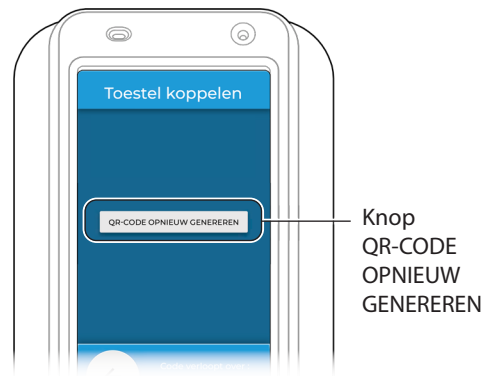 Toestel koppelen
QR-CODE OPNIEUW GENEREREN
Knop
QR-CODE
OPNIEUW
GENEREREN